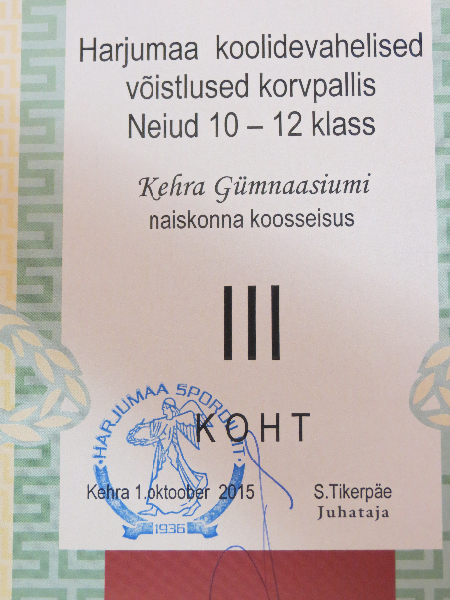 Harjumaa koolidevahelised
võistlused korvpallis
Neiud 10 – 12 klass
Kehra Gümnaasiumi
naiskonna koosseisus
III
KOHT
HARJUMAA SPORDILIIT
Kehra 1.oktoober 2015
S.Tikerpäe
Juhataja
1936